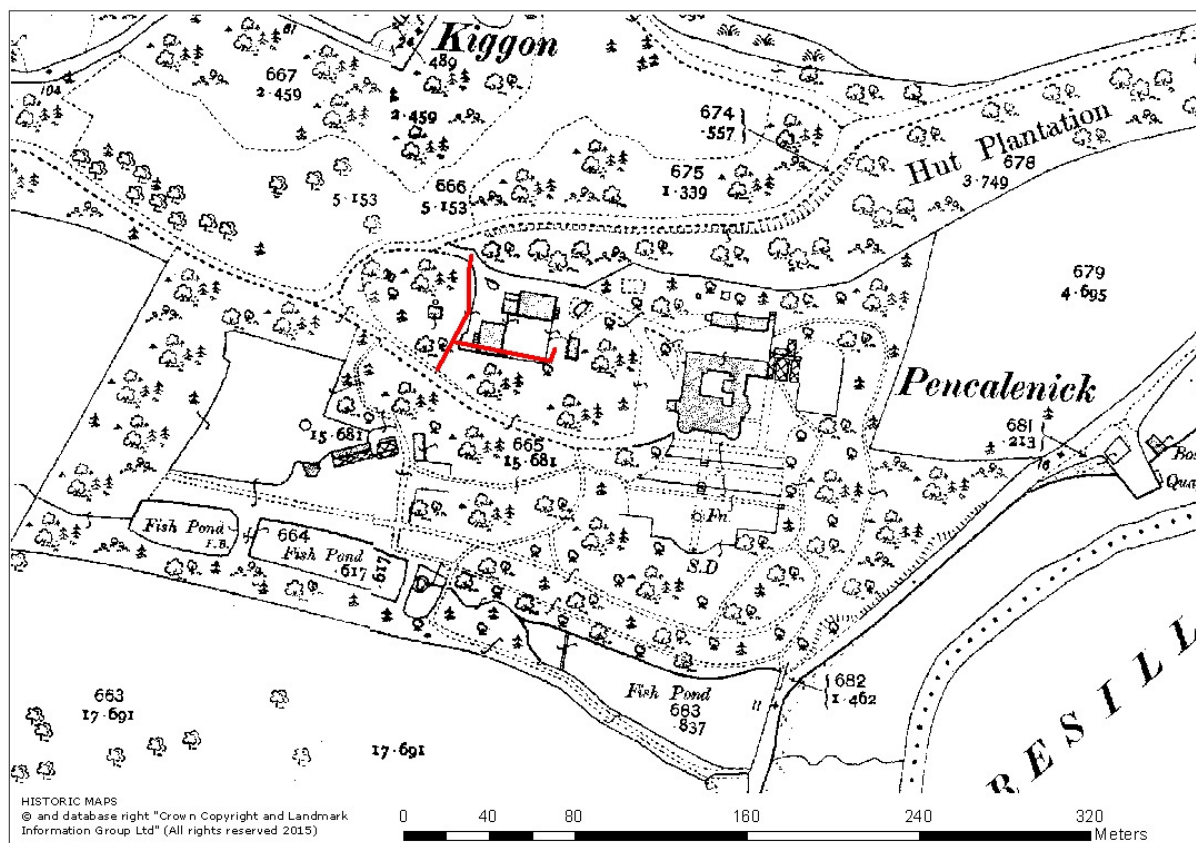 Kiggon
81
24
489
667
2·459
104
2·459
674
·557
Hut Plantation
678
3·749
675
1·339
666
5·153
5·153
679
4·695
Pencalenick
681
·213
16
Quay
15·681
665
15·681
Fn
S.D
Fish Pond
F.B.
664
Fish Pond
·617
·617
682
1·462
Fish Pond
683
·837
663
17·691
17·691
RESILL
HISTORIC MAPS
© and database right "Crown Copyright and Landmark
Information Group Ltd" (All rights reserved 2015)
0 40 80 160 240 320
Meters